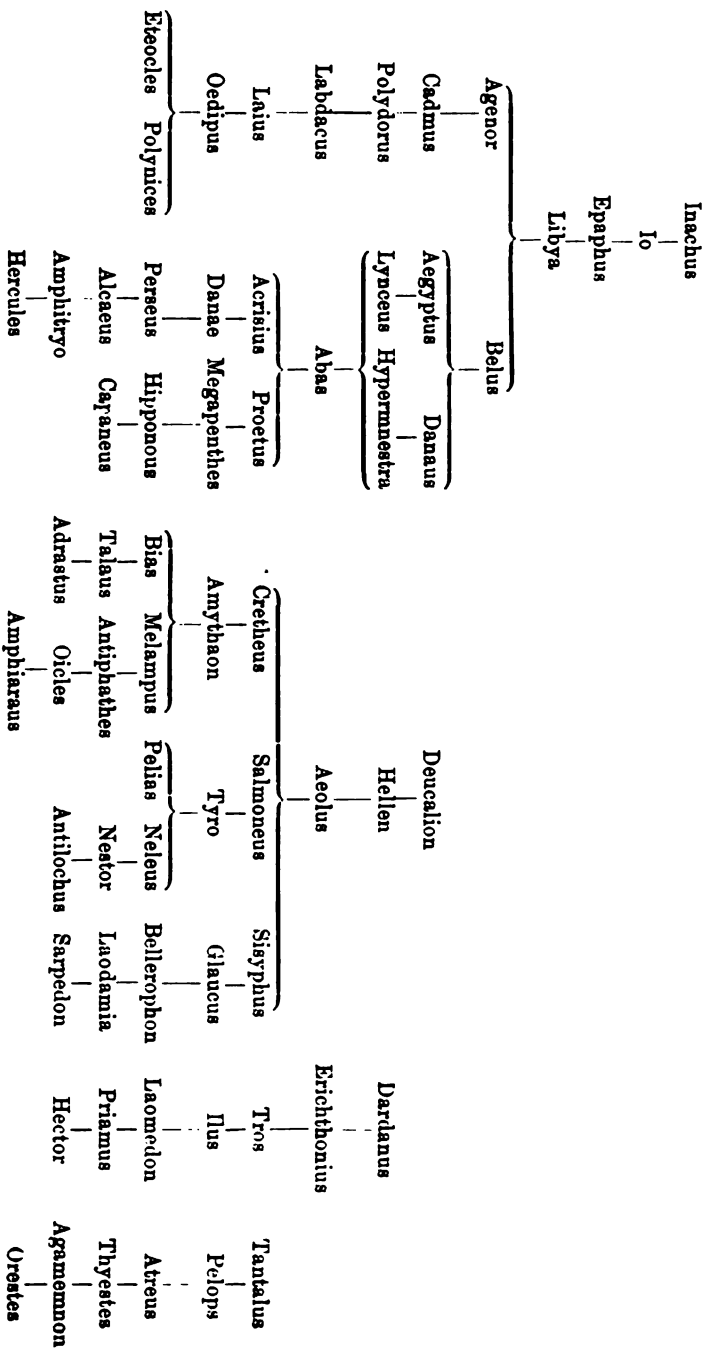 Inachus
Io
Epaphus
Libya
Agenor Belus
Cadmus Aegyptus Danaus Deucalion
Polydorus Lynceus Hypermnestra Hellen Dardanus
Labdacus Abas Aeolus Erichthonius
Laius Acrisius Proetus Cretheus Salmoneus Sisyphus Tros Tantalus
Oedipus Danae Megapenthes Amythaon Tyro Glaucus Ilus Pelops
Eteocles Polynices Perseus Hipponous Bias Melampus Pelias Neleus Bellerophon Laomedon Atreus
Alcaeus Capaneus Talaus Antiphathes Nestor Laodamia Priamus Thyestes
Amphitryo Adrastus Oicles Antilochus Sarpedon Hector Agamemnon
Hercules Amphiaraus Orestes